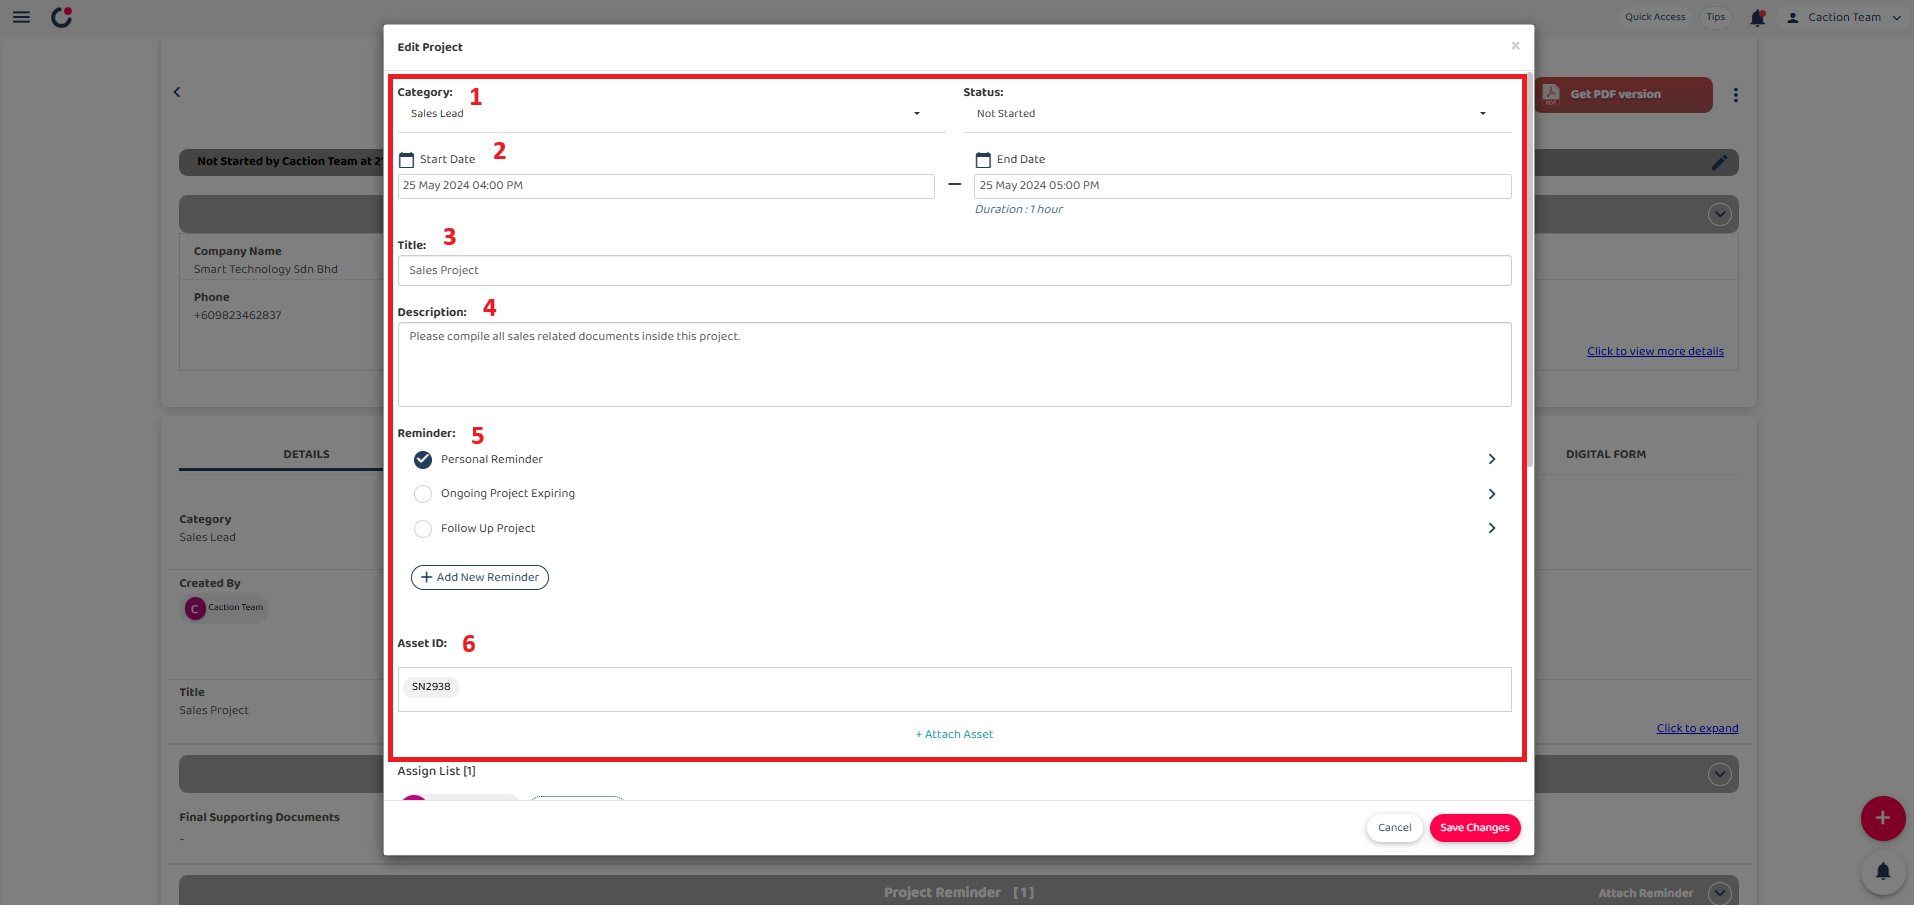 Quick Access Tips Caction Team
Edit Project ×
Get PDF version
PDF
Category: 1 Status:
Sales Lead Not Started
Not Started by Caction Team at 2
Start Date 2 End Date
25 May 2024 04:00 PM — 25 May 2024 05:00 PM
Duration : 1 hour
Title: 3
Sales Project
Description: 4
Please compile all sales related documents inside this project.
Company Name
Smart Technology Sdn Bhd
Phone
+609823462837
Click to view more details
Reminder: 5
Personal Reminder
Ongoing Project Expiring
Follow Up Project
+ Add New Reminder
Asset ID: 6
SN2938
+ Attach Asset
Assign List [1]
Cancel Save Changes
DETAILS DIGITAL FORM
Category
Sales Lead
Created By
C Caction Team
Title
Sales Project
Click to expand
Final Supporting Documents
-
Project Reminder [1] Attach Reminder